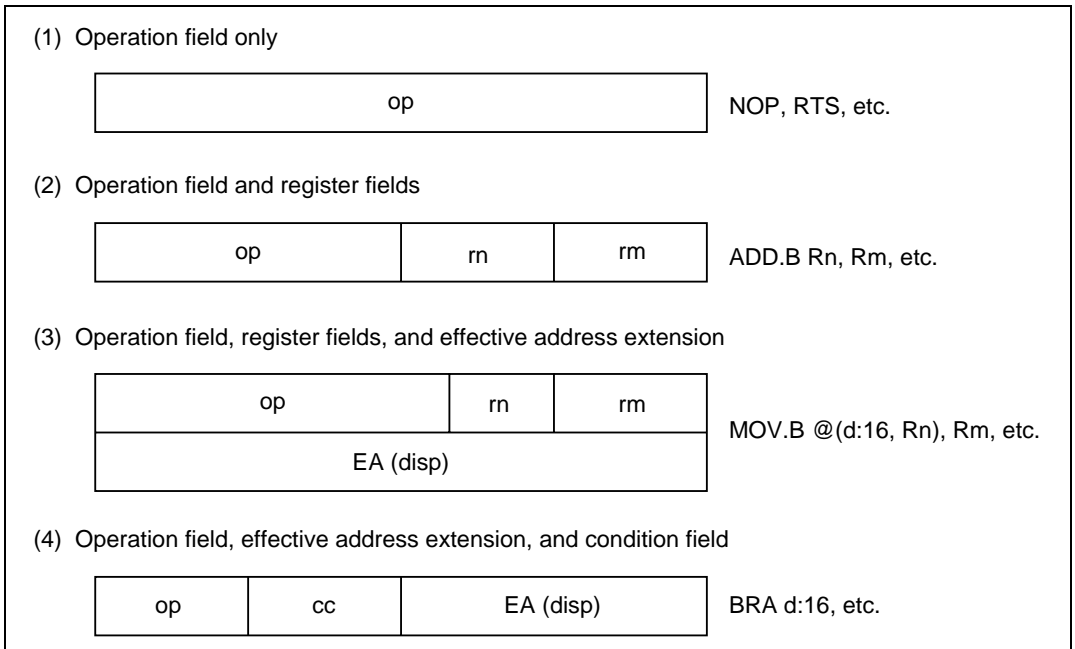 (1) Operation field only
op
NOP, RTS, etc.
(2) Operation field and register fields
op rn rm
ADD.B Rn, Rm, etc.
(3) Operation field, register fields, and effective address extension
op rn rm
EA (disp)
MOV.B @(d:16, Rn), Rm, etc.
(4) Operation field, effective address extension, and condition field
op cc EA (disp)
BRA d:16, etc.